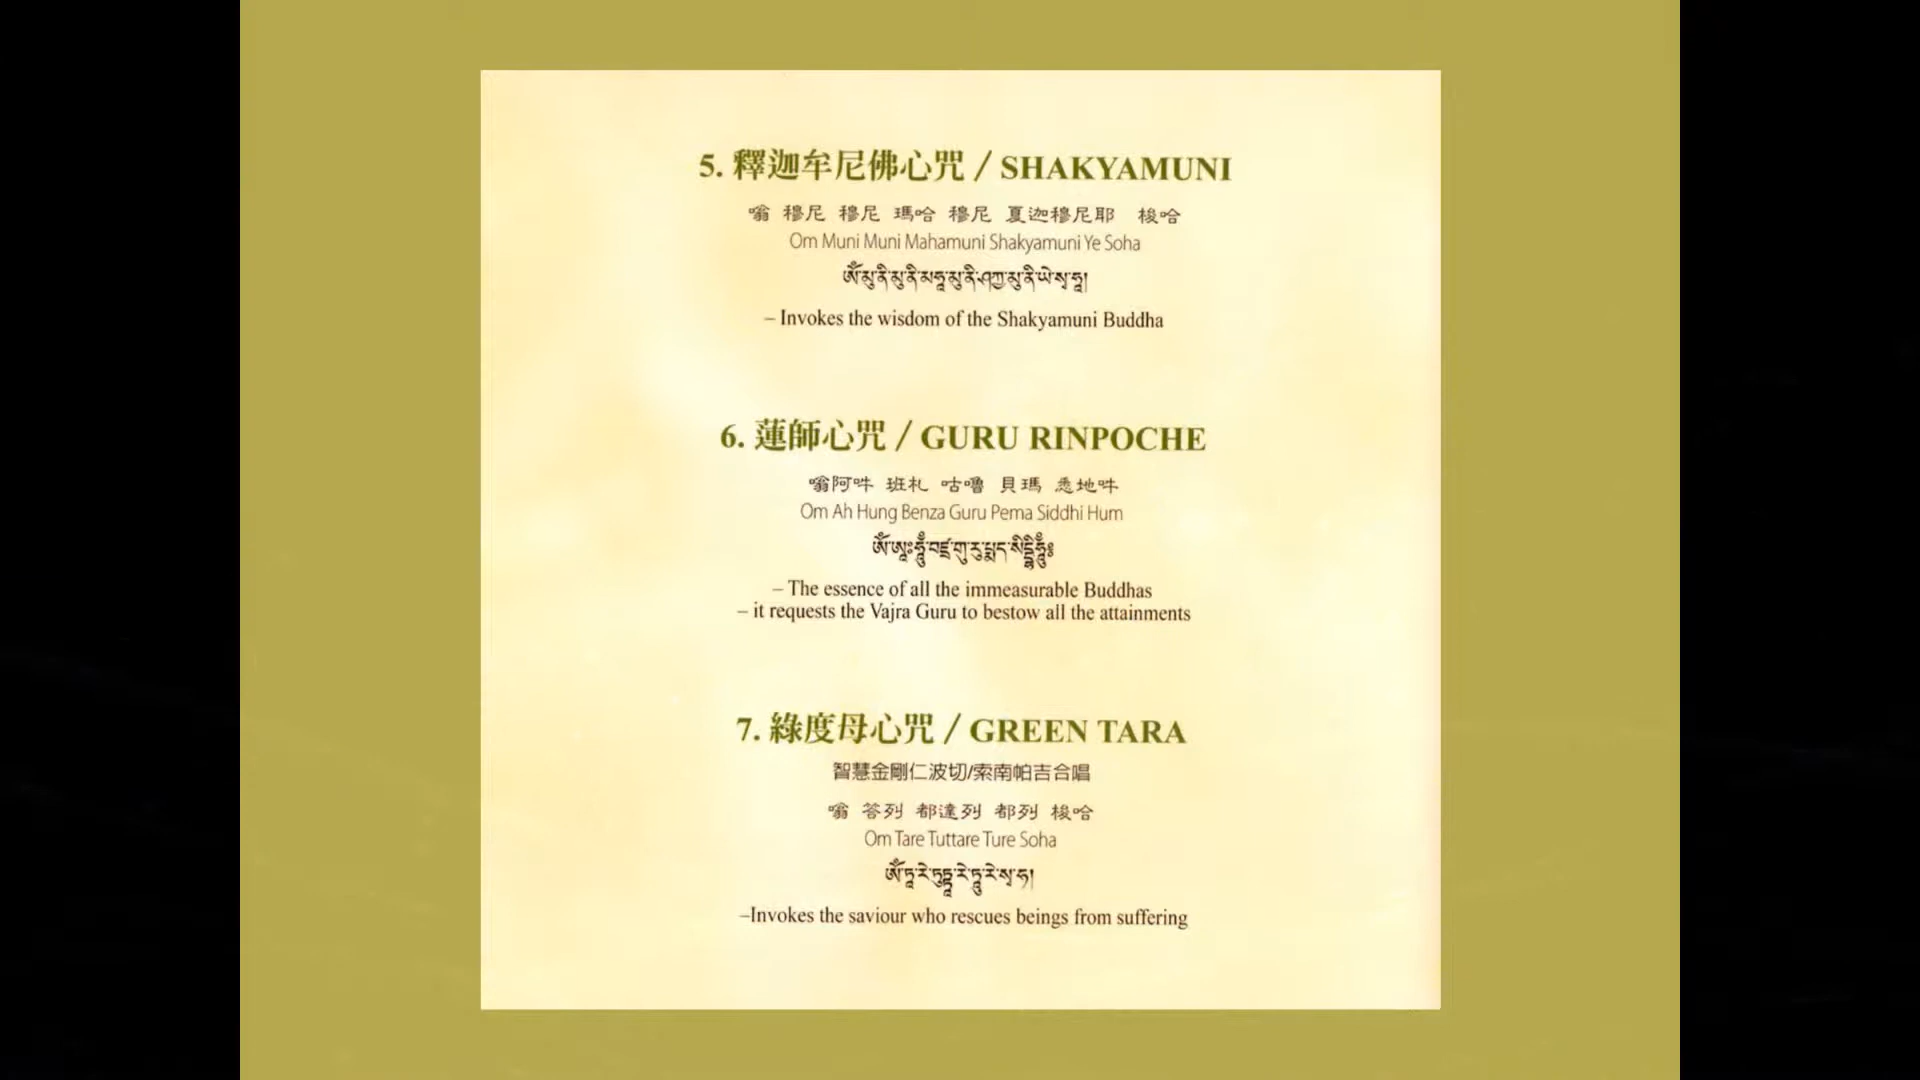 5. 釋迦牟尼佛心咒 / SHAKYAMUNI
嗡 穆尼 穆尼 瑪哈 穆尼 夏迦穆尼耶 梭哈
Om Muni Muni Mahamuni Shakyamuni Ye Soha
ༀ་མུ་ནི་མུ་ནི་མཧཱ་མུ་ནི་ཤཀྱ་མུ་ནི་ཡེ་སྭ་ཧཱ།
– Invokes the wisdom of the Shakyamuni Buddha
6. 蓮師心咒 / GURU RINPOCHE
嗡阿吽 班札 咕嚕 貝瑪 悉地吽
Om Ah Hung Benza Guru Pema Siddhi Hum
ༀ་ཨཱཿཧཱུྃ་བཛྲ་གུ་རུ་པདྨ་སིདྡྷི་ཧཱུྃ༔
– The essence of all the immeasurable Buddhas
– it requests the Vajra Guru to bestow all the attainments
7. 綠度母心咒 / GREEN TARA
智慧金剛仁波切/索南帕吉合唱
嗡 答列 都達列 都列 梭哈
Om Tare Tuttare Ture Soha
ༀ་ཏཱ་རེ་ཏུཏྟཱ་རེ་ཏཱུ་རེ་སྭ་ཧ།
–Invokes the saviour who rescues beings from suffering